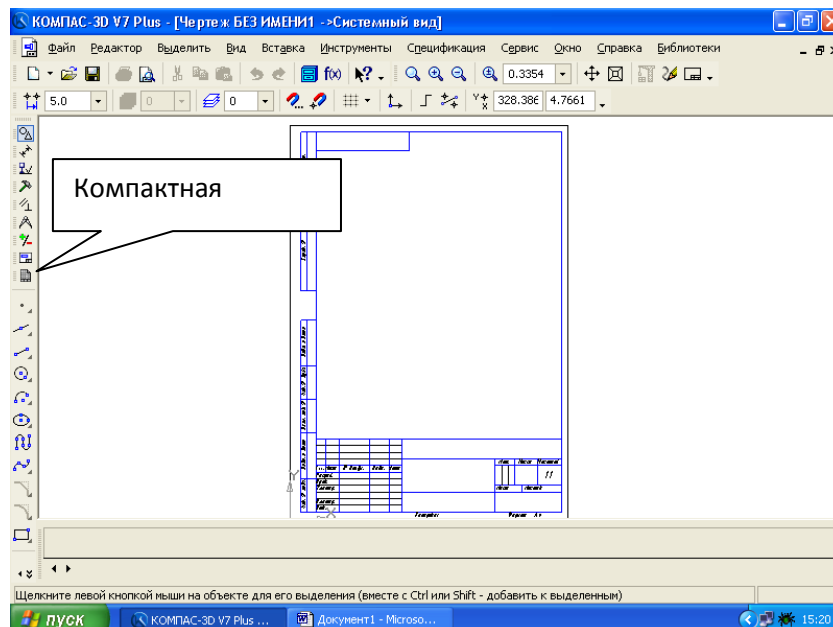 КОМПАС-3D V7 Plus - [Чертеж БЕЗ ИМЕНИ1 ->Системный вид]
Файл Редактор Выделить Вид Вставка Инструменты Спецификация Сервис Окно Справка Библиотеки
f(x) 0.3354
5.0 0 0 328.386 4.7661
Компактная
11
Щелкните левой кнопкой мыши на объекте для его выделения (вместе с Ctrl или Shift - добавить к выделенным)
пуск КОМПАС-3D V7 Plus ... Документ1 - Microso... 15:20